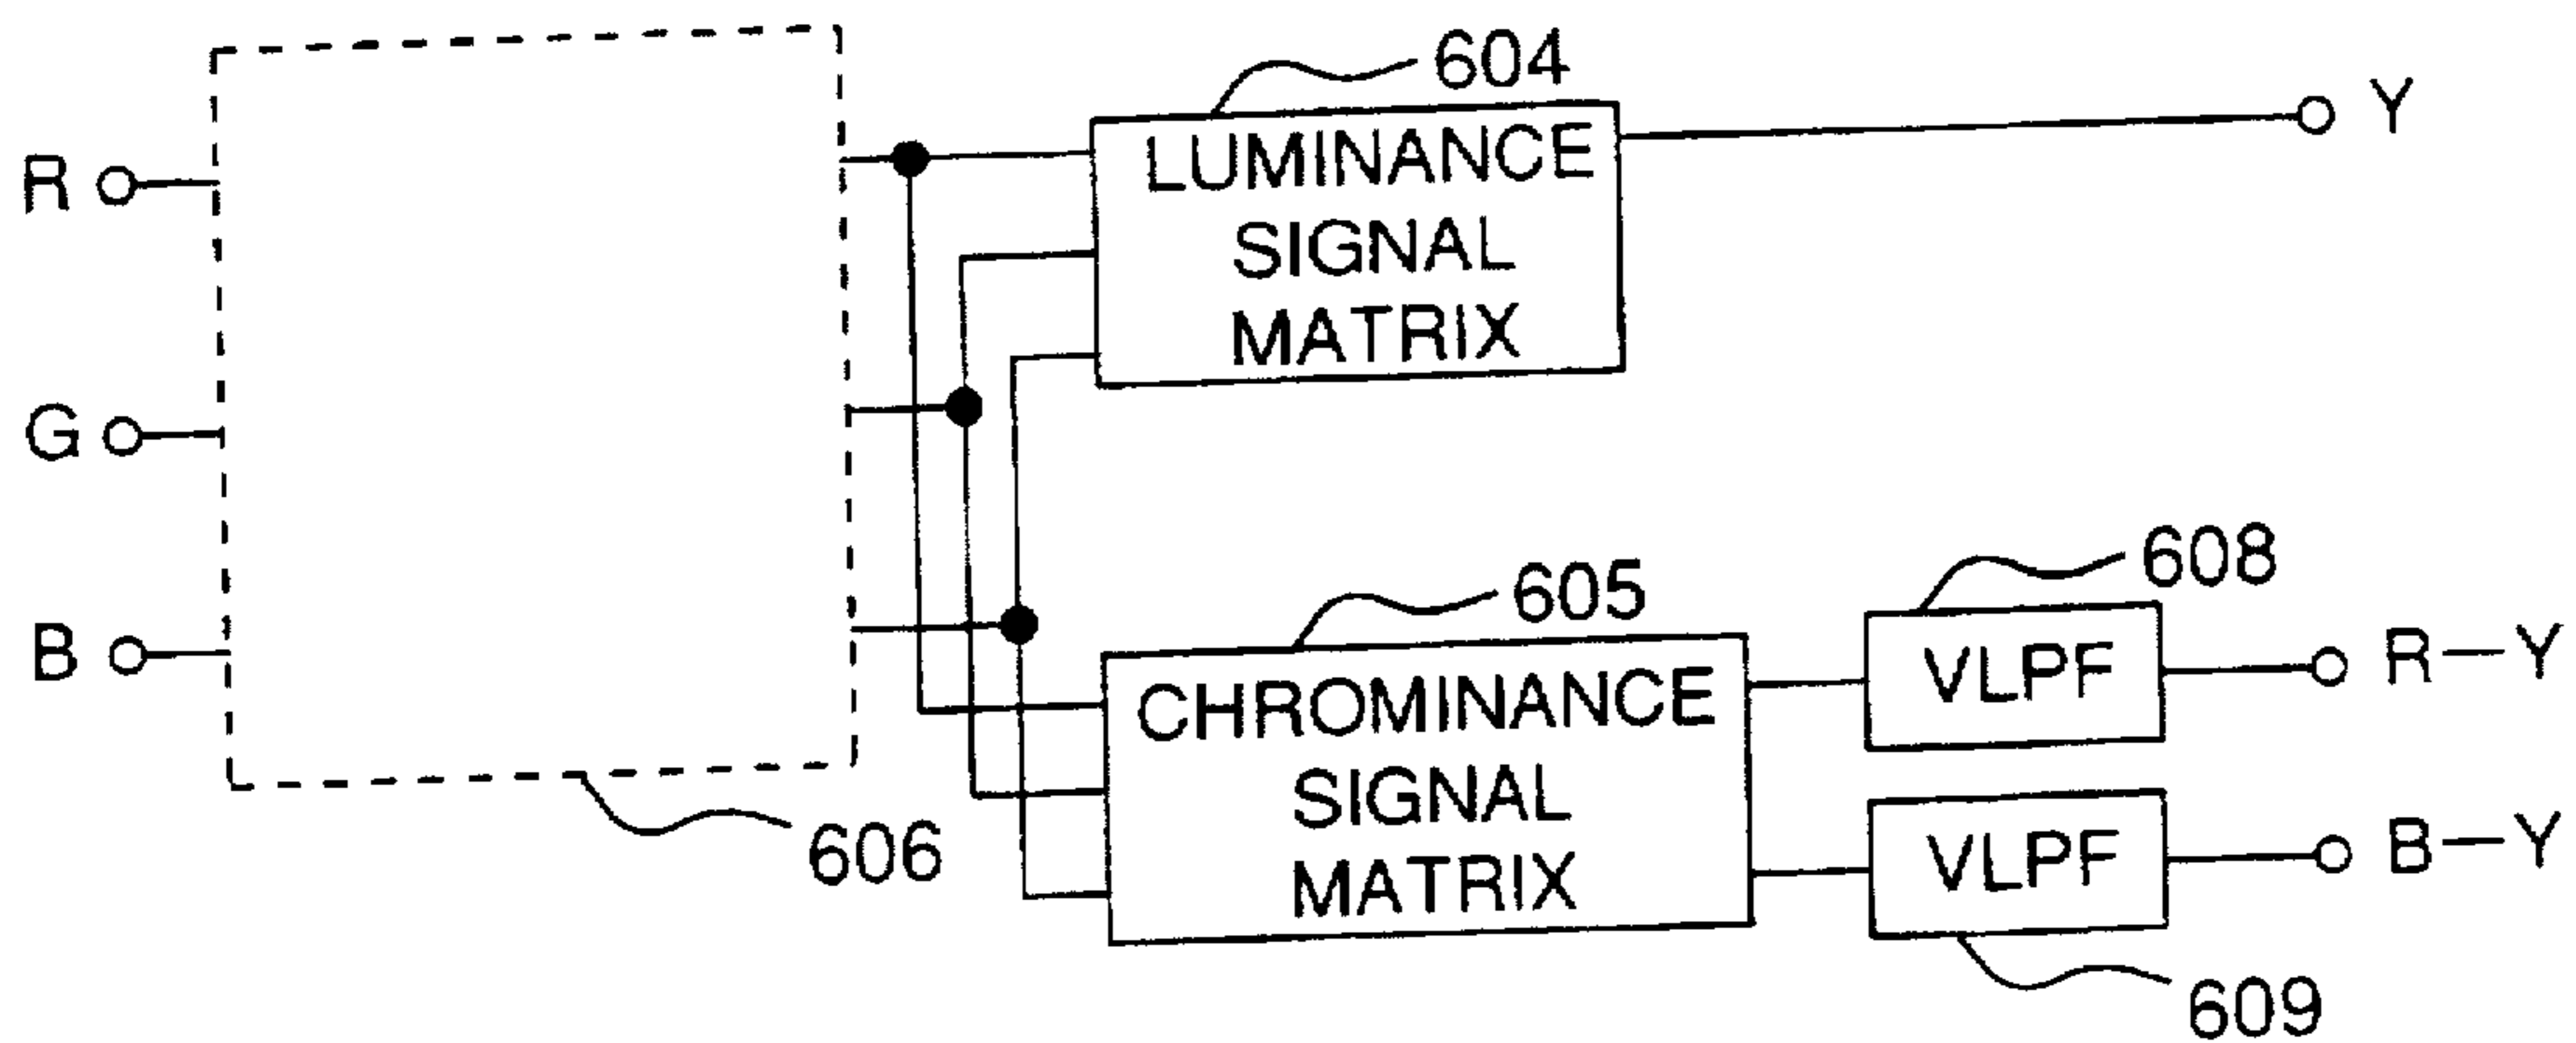 604
Y
R
LUMINANCE
SIGNAL
MATRIX
G
608
605
B
VLPF
R-Y
CHROMINANCE
SIGNAL
MATRIX
606
VLPF
B-Y
609